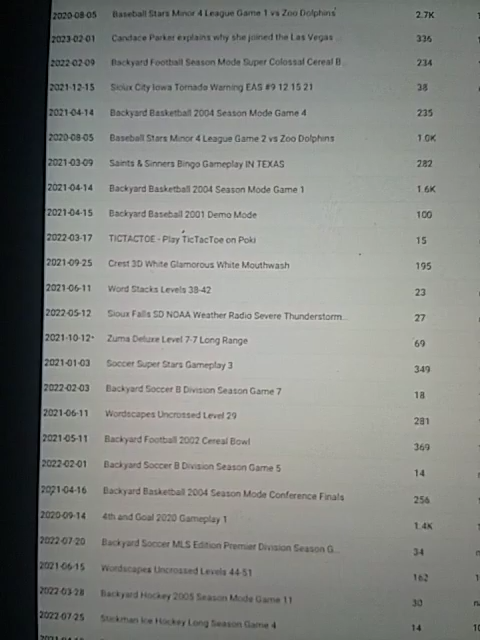 2020-08-05 Baseball Stars Minor 4 League Game 1 vs Zoo Dolphins 2.7K
2023-02-01 Candace Parker explains why she joined the Las Vegas... 336
2022-02-09 Backyard Football Season Mode Super Colossal Cereal B... 234
2021-12-15 Sioux City Iowa Tornado Warning EAS #9 12 15 21 38
2021-04-14 Backyard Basketball 2004 Season Mode Game 4 235
2020-08-05 Baseball Stars Minor 4 League Game 2 vs Zoo Dolphins 1.0K
2021-03-09 Saints & Sinners Bingo Gameplay IN TEXAS 282
2021-04-14 Backyard Basketball 2004 Season Mode Game 1 1.6K
2021-04-15 Backyard Baseball 2001 Demo Mode 100
2022-03-17 TICTACTOE - Play TicTacToe on Poki 15
2021-09-25 Crest 3D White Glamorous White Mouthwash 195
2021-06-11 Word Stacks Levels 38-42 23
2022-05-12 Sioux Falls SD NOAA Weather Radio Severe Thunderstorm... 27
2021-10-12 Zuma Deluxe Level 7-7 Long Range 69
2021-01-03 Soccer Super Stars Gameplay 3 349
2022-02-03 Backyard Soccer B Division Season Game 7 18
2021-06-11 Wordscapes Uncrossed Level 29 281
2021-05-11 Backyard Football 2002 Cereal Bowl 369
2022-02-01 Backyard Soccer B Division Season Game 5 14
2021-04-16 Backyard Basketball 2004 Season Mode Conference Finals 256
2020-09-14 4th and Goal 2020 Gameplay 1 1.4K
2022-07-20 Backyard Soccer MLS Edition Premier Division Season G... 34
2021-06-15 Wordscapes Uncrossed Levels 44-51 162
2022-03-28 Backyard Hockey 2005 Season Mode Game 11 30
2022-07-25 Stickman Ice Hockey Long Season Game 4 14